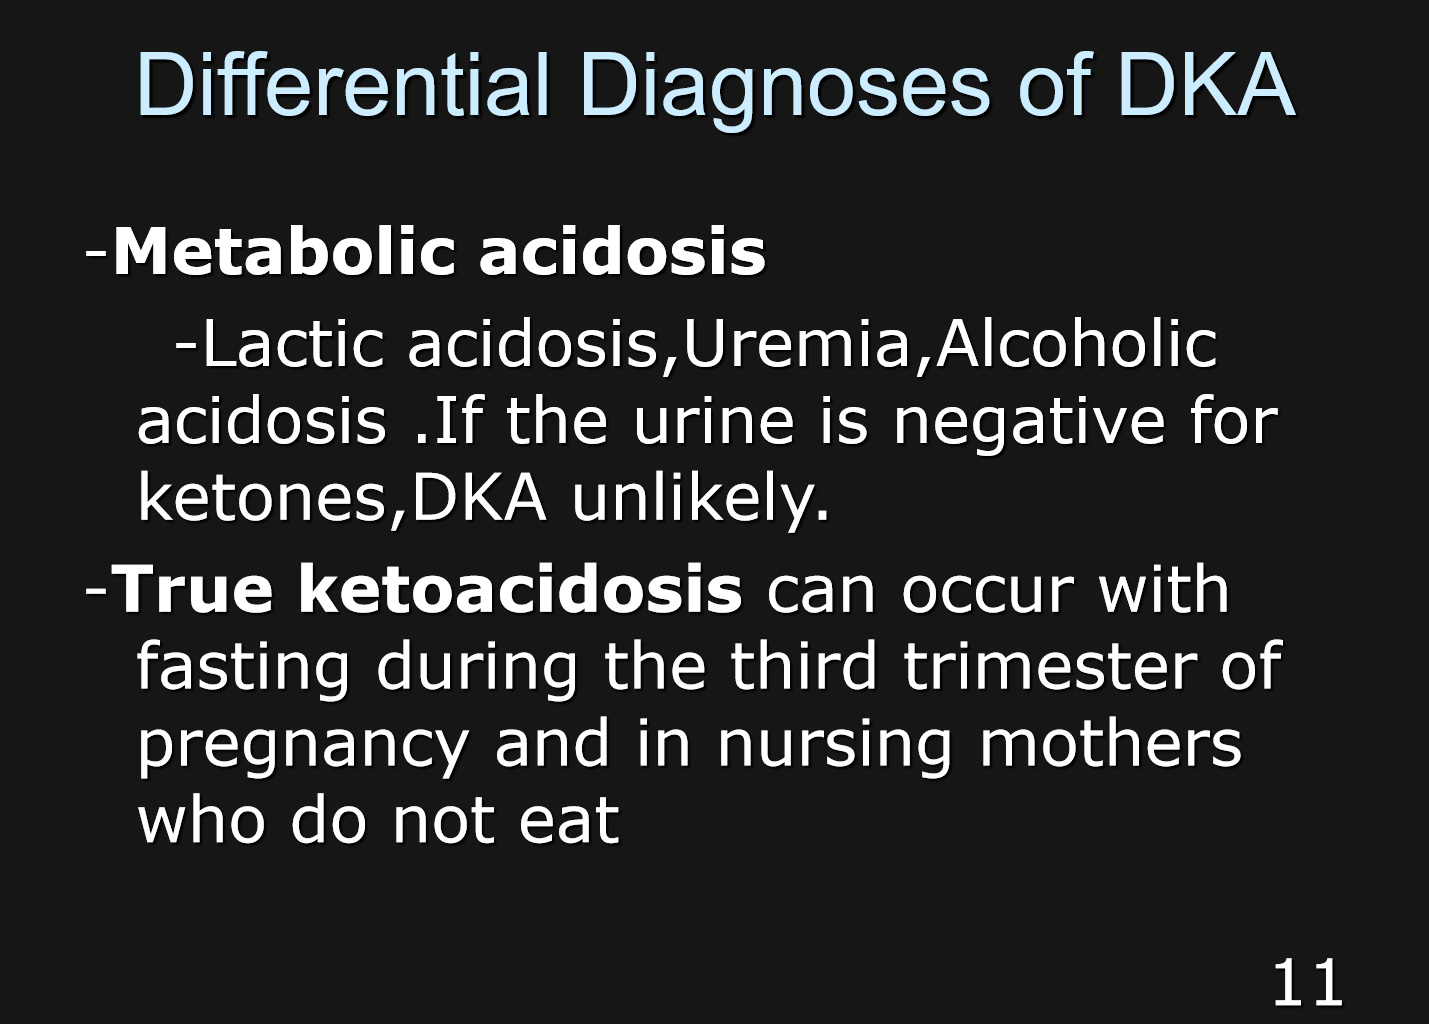 Differential Diagnoses of DKA
-Metabolic acidosis
-Lactic acidosis,Uremia,Alcoholic
acidosis .If the urine is negative for
ketones,DKA unlikely.
-True ketoacidosis can occur with
fasting during the third trimester of
pregnancy and in nursing mothers
who do not eat
11